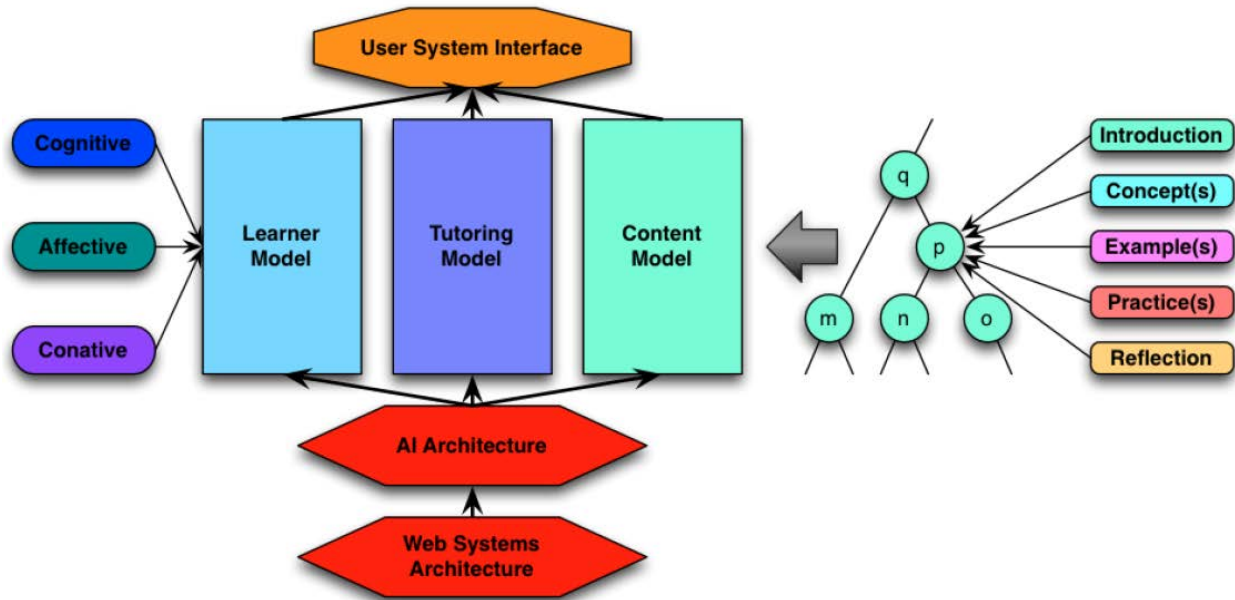 User System Interface
Cognitive
Affective
Conative
Learner
Model
Tutoring
Model
Content
Model
q
p
m
n
o
Introduction
Concept(s)
Example(s)
Practice(s)
Reflection
AI Architecture
Web Systems
Architecture